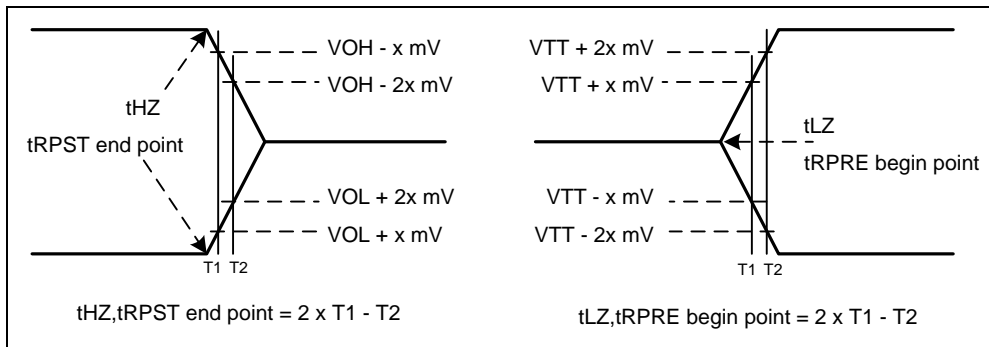 VOH - x mV
VOH - 2x mV
tHZ
tRPST end point
VOL + 2x mV
VOL + x mV
T1 T2
tHZ,tRPST end point = 2 x T1 - T2
VTT + 2x mV
VTT + x mV
tLZ
tRPRE begin point
VTT - x mV
VTT - 2x mV
T1 T2
tLZ,tRPRE begin point = 2 x T1 - T2